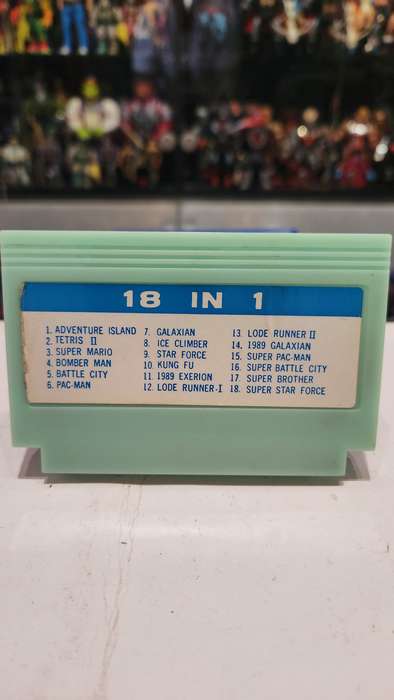 18 IN 1
1. ADVENTURE ISLAND
2. TETRIS II
3. SUPER MARIO
4. BOMBER MAN
5. BATTLE CITY
6. PAC-MAN
7. GALAXIAN
8. ICE CLIMBER
9. STAR FORCE
10. KUNG FU
11. 1989 EXERION
12. LODE RUNNER-I
13. LODE RUNNER II
14. 1989 GALAXIAN
15. SUPER PAC-MAN
16. SUPER BATTLE CITY
17. SUPER BROTHER
18. SUPER STAR FORCE